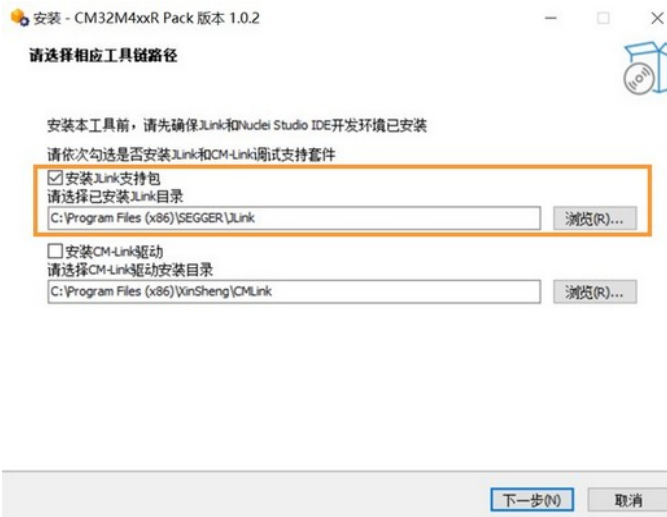 安装 - CM32M4xxR Pack 版本 1.0.2
请选择相应工具链路径
安装本工具前，请先确保JLink和Nuclei Studio IDE开发环境已安装
请依次勾选是否安装JLink和CM-Link调试支持套件
安装JLink支持包
请选择已安装JLink目录
C:\Program Files (x86)\SEGGER\JLink 浏览(R)...
安装CM-Link驱动
请选择CM-Link驱动安装目录
C:\Program Files (x86)\XinSheng\CMLink 浏览(R)...
下一步(N) 取消